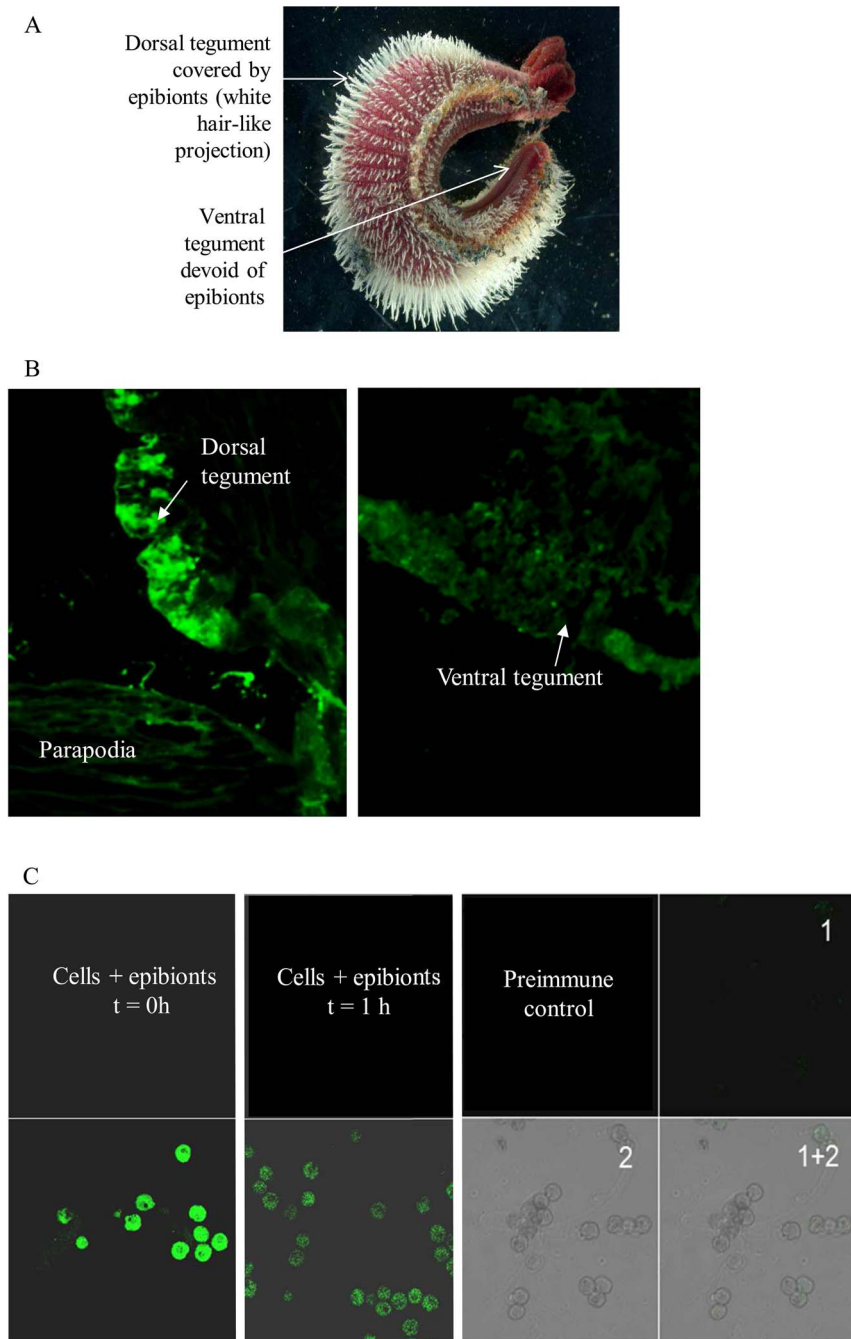 A
Dorsal tegument
covered by
epibionts (white
hair-like
projection)
Ventral
tegument
devoid of
epibionts
B
Dorsal
tegument
Parapodia
Ventral tegument
C
Cells + epibionts
t = 0h
Cells + epibionts
t = 1 h
Preimmune
control
1
2
1+2